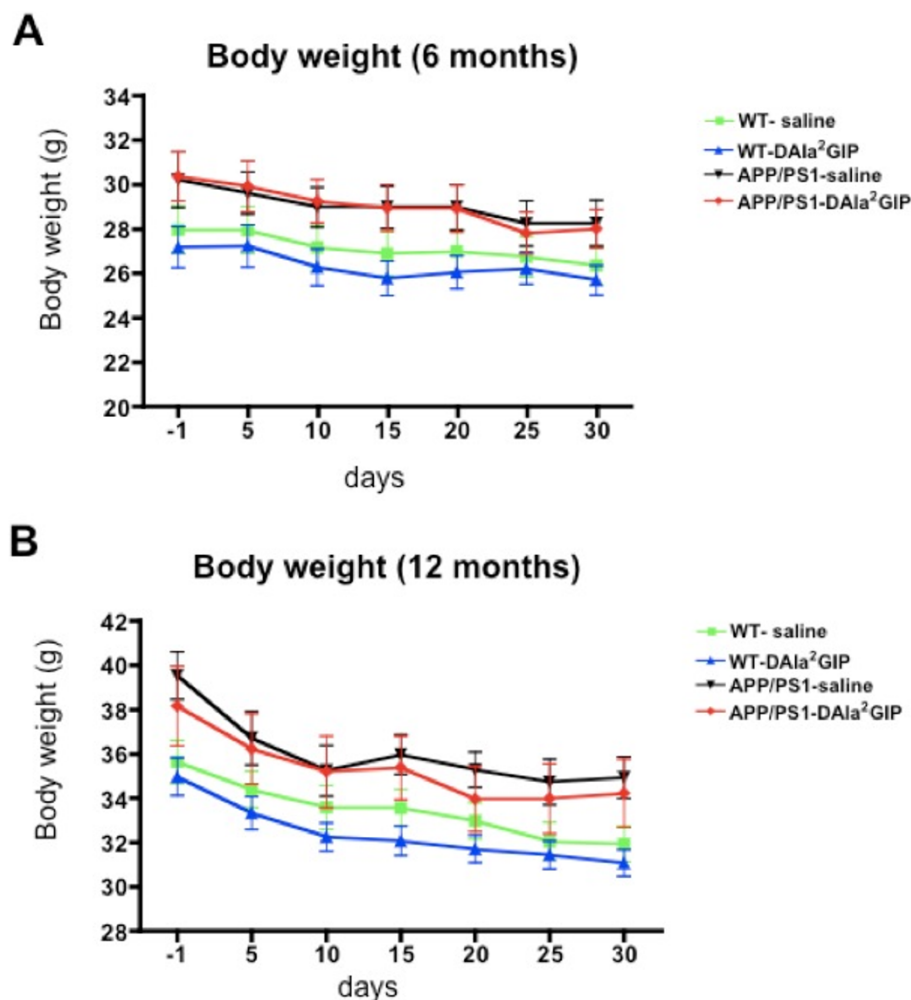 A
Body weight (6 months)
Body weight (g)
34
32
30
28
26
24
22
20
-1 5 10 15 20 25 30
days
WT- saline
WT-DAla²GIP
APP/PS1-saline
APP/PS1-DAla²GIP
B
Body weight (12 months)
Body weight (g)
42
40
38
36
34
32
30
28
-1 5 10 15 20 25 30
days
WT- saline
WT-DAla²GIP
APP/PS1-saline
APP/PS1-DAla²GIP